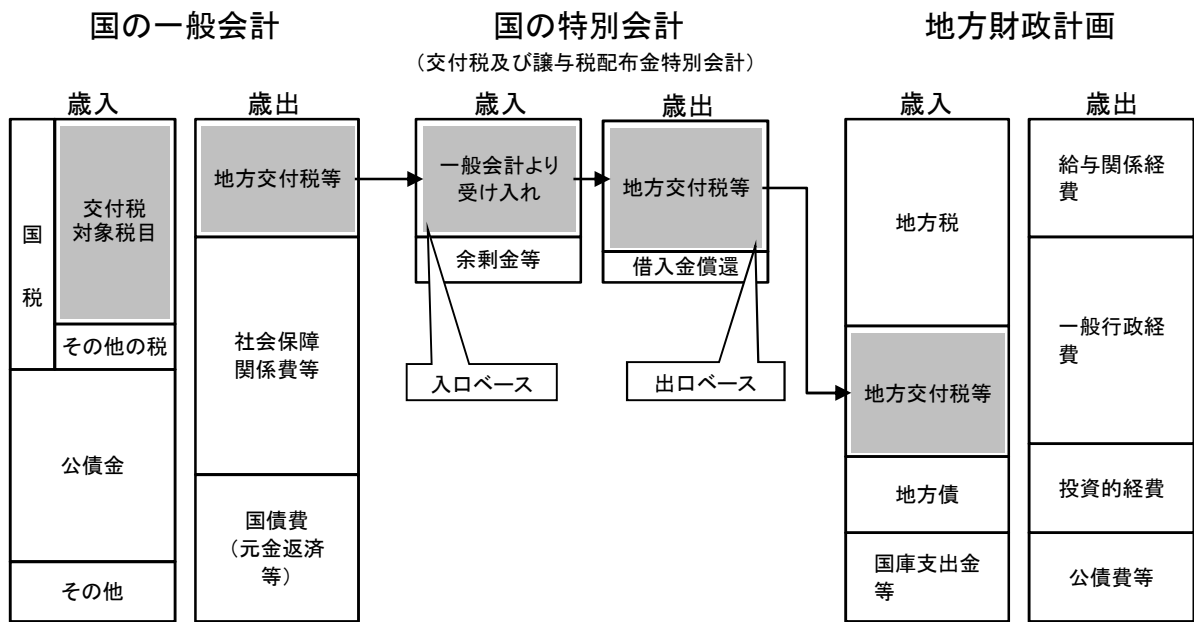 国の一般会計
国の特別会計
（交付税及び譲与税配布金特別会計）
地方財政計画
歳入
歳出
歳入
歳出
歳入
歳出
国
税
交付税
対象税目
その他の税
公債金
その他
地方交付税等
社会保障
関係費等
国債費
（元金返済
等）
一般会計より
受け入れ
余剰金等
入口ベース
地方交付税等
借入金償還
出口ベース
地方税
地方交付税等
地方債
国庫支出金
等
給与関係経
費
一般行政経
費
投資的経費
公債費等